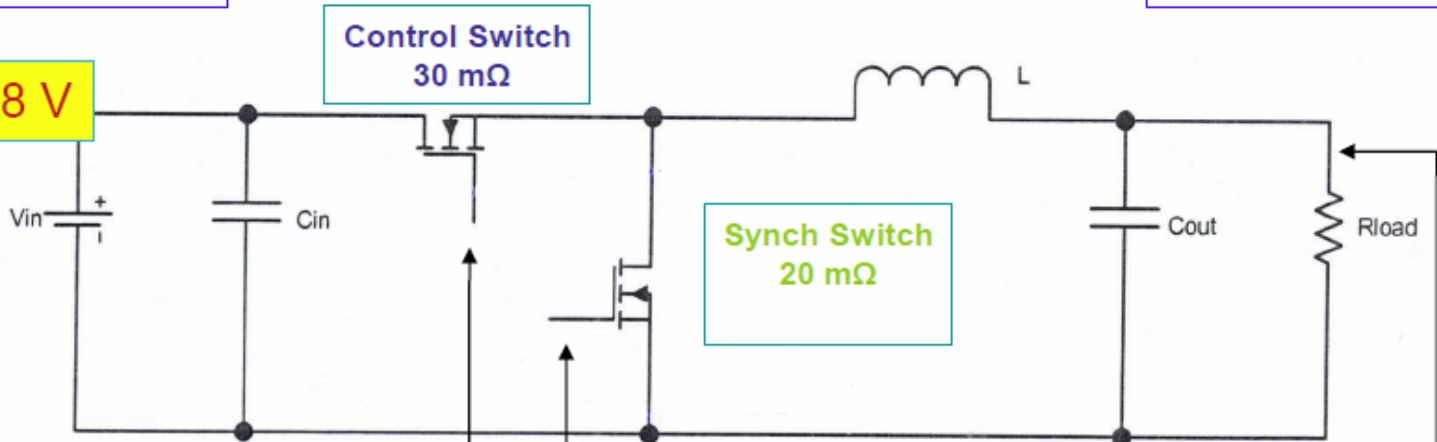 Control Switch
30 mΩ
8 V
L
Vin
+
Cin
Synch Switch
20 mΩ
Cout
Rload